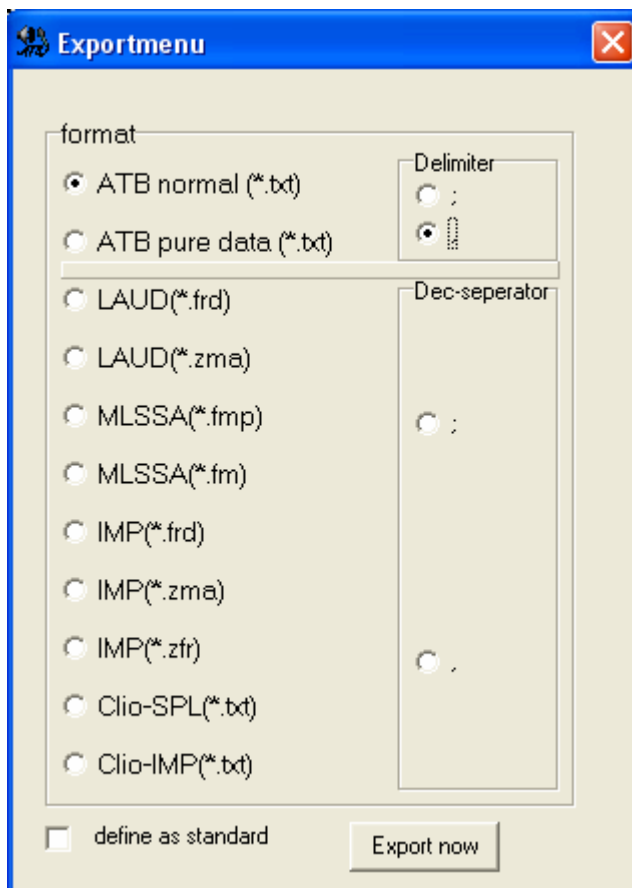 Exportmenu
format
ATB normal (*.txt)
ATB pure data (*.txt)
Delimiter
;
LAUD(*.frd)
LAUD(*.zma)
MLSSA(*.fmp)
MLSSA(*.fm)
IMP(*.frd)
IMP(*.zma)
IMP(*.zfr)
Clio-SPL(*.txt)
Clio-IMP(*.txt)
Dec-seperator
;
,
define as standard
Export now